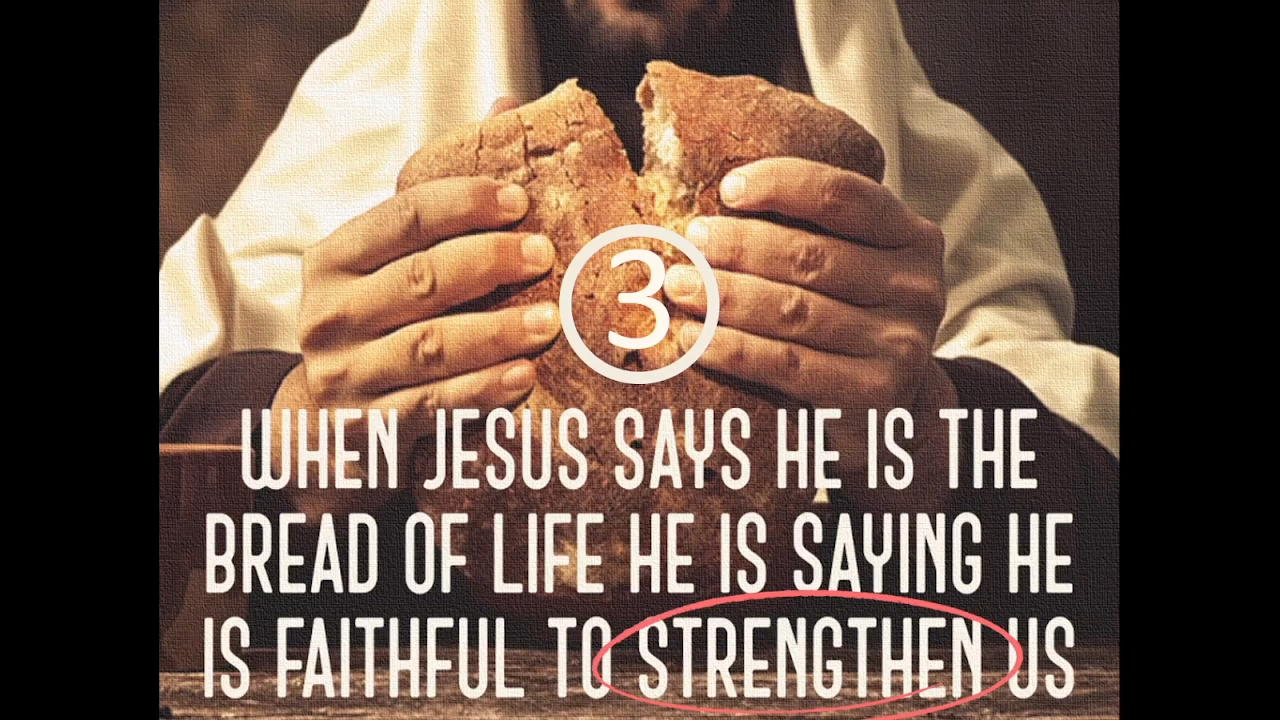 3
WHEN JESUS SAYS HE IS THE
BREAD OF LIFE HE IS SAYING HE
IS FAITHFUL TO STRENGTHEN US